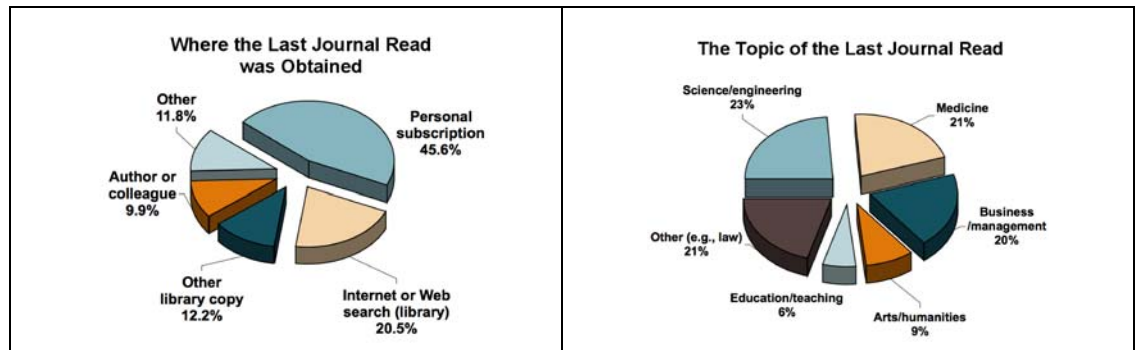 Where the Last Journal Read
was Obtained
Other
11.8%
Personal
subscription
45.6%
Author or
colleague
9.9%
Other
library copy
12.2%
Internet or Web
search (library)
20.5%
The Topic of the Last Journal Read
Science/engineering
23%
Medicine
21%
Business
/management
20%
Other (e.g., law)
21%
Education/teaching
6%
Arts/humanities
9%